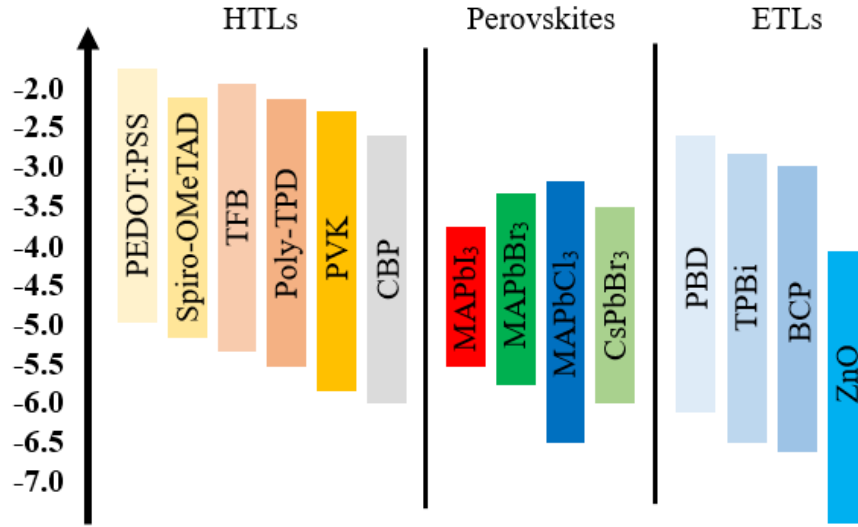 HTLs
Perovskites
ETLs
-2.0
-2.5
-3.0
-3.5
-4.0
-4.5
-5.0
-5.5
-6.0
-6.5
-7.0
PEDOT:PSS
Spiro-OMeTAD
TFB
Poly-TPD
PVK
CBP
MAPbI₃
MAPbBr₃
MAPbCl₃
CsPbBr₃
PBD
TPBi
BCP
ZnO